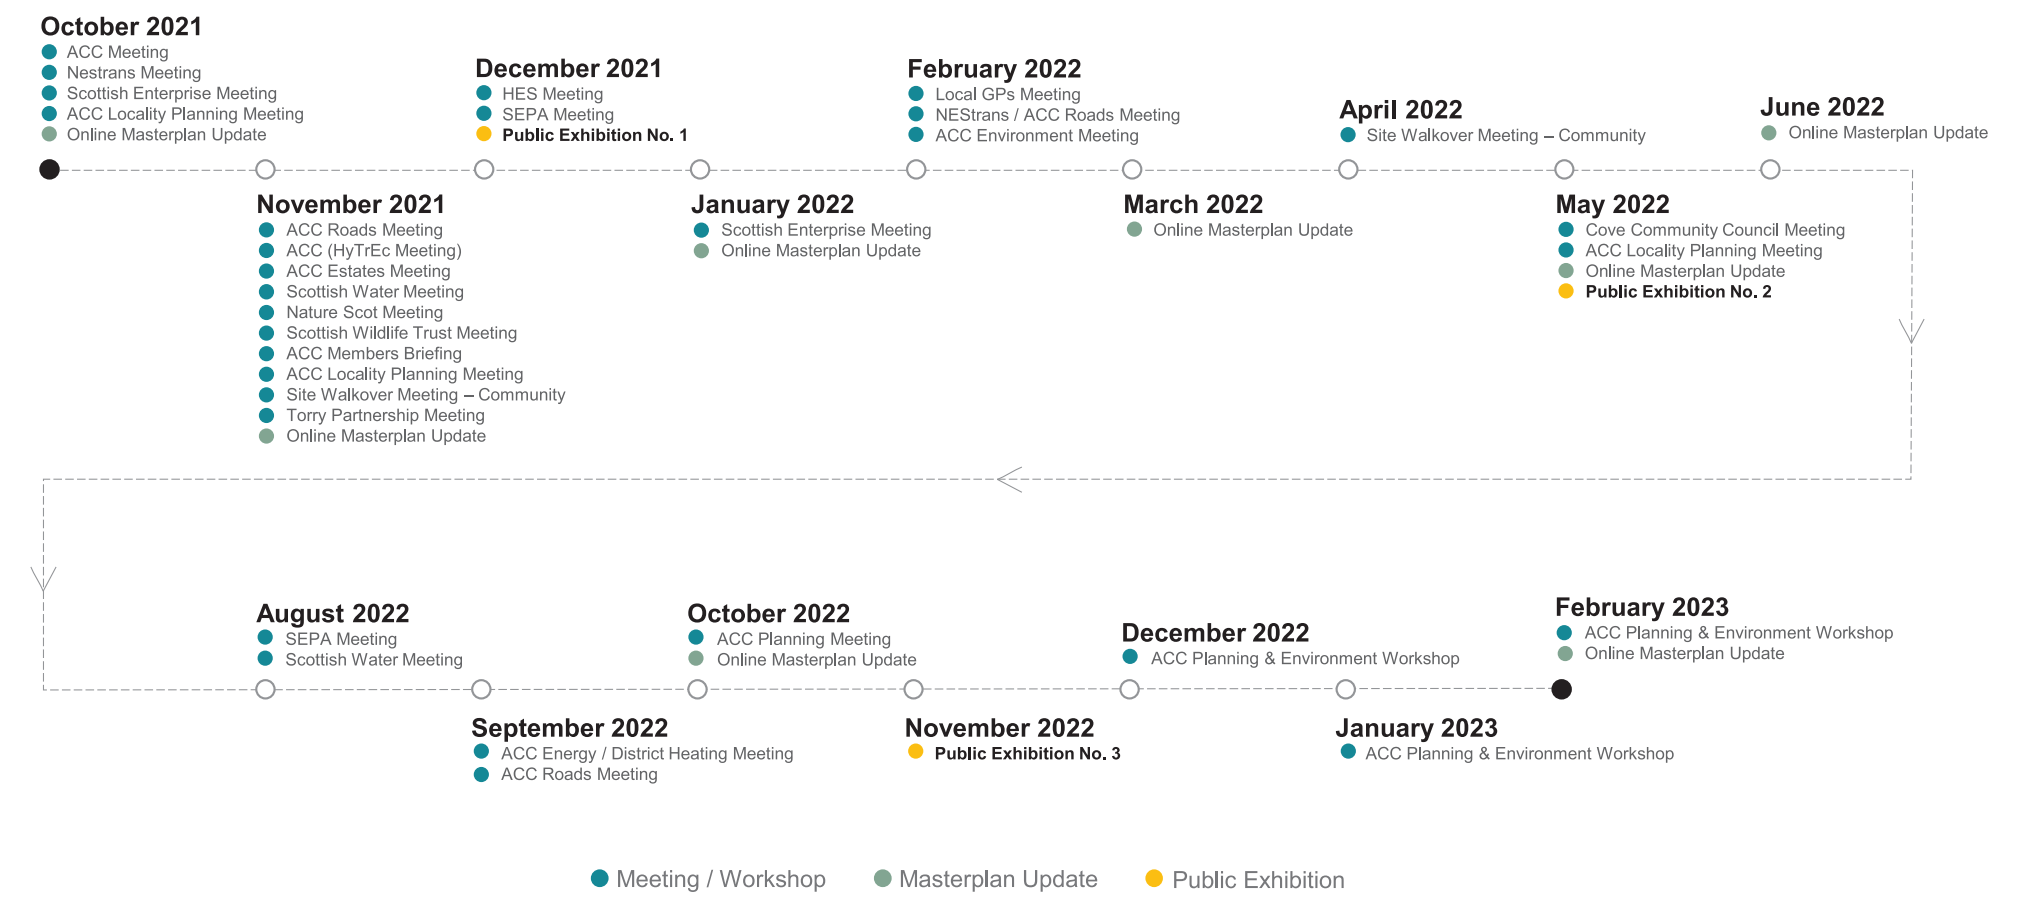 October 2021
ACC Meeting
Nestrans Meeting
Scottish Enterprise Meeting
ACC Locality Planning Meeting
Online Masterplan Update
November 2021
ACC Roads Meeting
ACC (HyTrEc Meeting)
ACC Estates Meeting
Scottish Water Meeting
Nature Scot Meeting
Scottish Wildlife Trust Meeting
ACC Members Briefing
ACC Locality Planning Meeting
Site Walkover Meeting – Community
Torry Partnership Meeting
Online Masterplan Update
December 2021
HES Meeting
SEPA Meeting
Public Exhibition No. 1
January 2022
Scottish Enterprise Meeting
Online Masterplan Update
February 2022
Local GPs Meeting
NEStrans / ACC Roads Meeting
ACC Environment Meeting
March 2022
Online Masterplan Update
April 2022
Site Walkover Meeting – Community
May 2022
Cove Community Council Meeting
ACC Locality Planning Meeting
Online Masterplan Update
Public Exhibition No. 2
June 2022
Online Masterplan Update
August 2022
SEPA Meeting
Scottish Water Meeting
September 2022
ACC Energy / District Heating Meeting
ACC Roads Meeting
October 2022
ACC Planning Meeting
Online Masterplan Update
November 2022
Public Exhibition No. 3
December 2022
ACC Planning & Environment Workshop
January 2023
ACC Planning & Environment Workshop
February 2023
ACC Planning & Environment Workshop
Online Masterplan Update
Meeting / Workshop
Masterplan Update
Public Exhibition